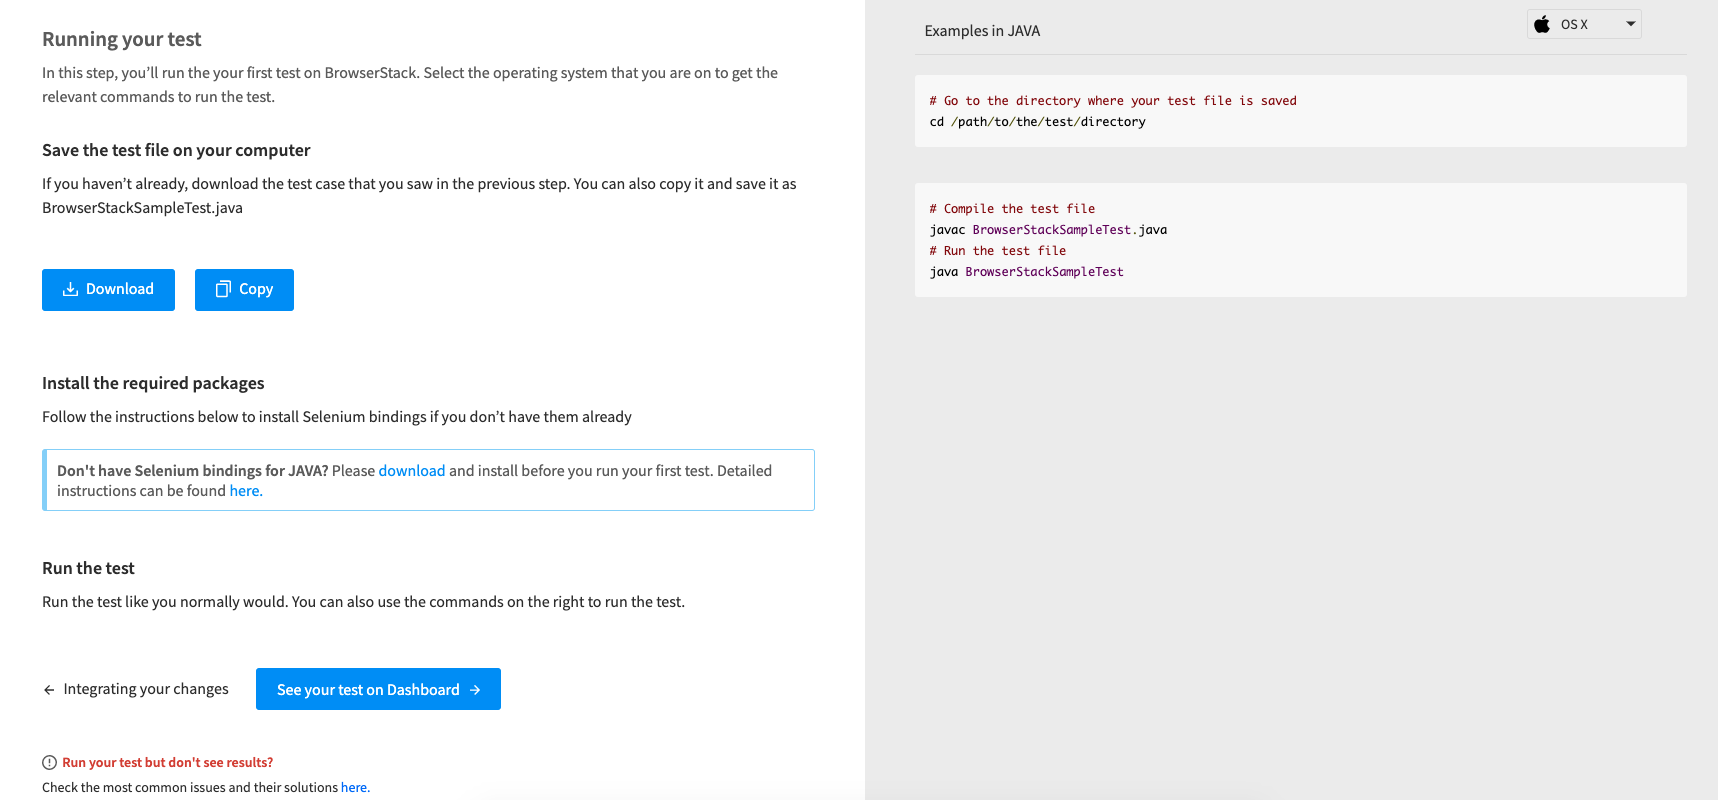 Running your test
In this step, you’ll run the your first test on BrowserStack. Select the operating system that you are on to get the
relevant commands to run the test.
Save the test file on your computer
If you haven’t already, download the test case that you saw in the previous step. You can also copy it and save it as
BrowserStackSampleTest.java
Download
Copy
Install the required packages
Follow the instructions below to install Selenium bindings if you don’t have them already
Don't have Selenium bindings for JAVA? Please download and install before you run your first test. Detailed
instructions can be found here.
Run the test
Run the test like you normally would. You can also use the commands on the right to run the test.
← Integrating your changes
See your test on Dashboard →
Run your test but don't see results?
Check the most common issues and their solutions here.
Examples in JAVA
OS X
# Go to the directory where your test file is saved
cd /path/to/the/test/directory
# Compile the test file
javac BrowserStackSampleTest.java
# Run the test file
java BrowserStackSampleTest